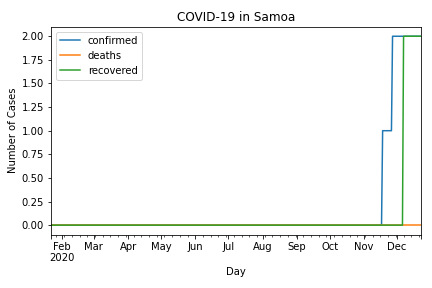 COVID-19 in Samoa
confirmed
deaths
recovered
Number of Cases
2.00
1.75
1.50
1.25
1.00
0.75
0.50
0.25
0.00
Feb Mar Apr May Jun Jul Aug Sep Oct Nov Dec
2020
Day